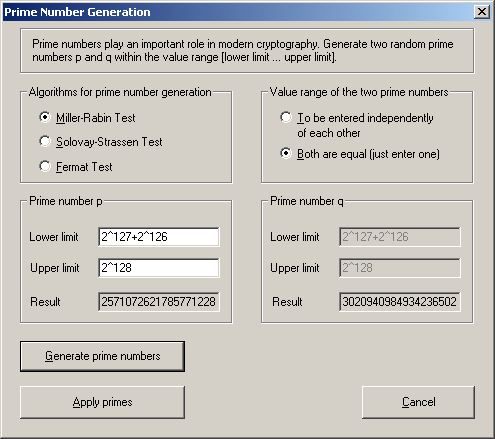 Prime Number Generation
Prime numbers play an important role in modern cryptography. Generate two random prime
numbers p and q within the value range [lower limit ... upper limit].
Algorithms for prime number generation
Miller-Rabin Test
Solovay-Strassen Test
Fermat Test
Value range of the two prime numbers
To be entered independently
of each other
Both are equal (just enter one)
Prime number p
Lower limit 2^127+2^126
Upper limit 2^128
Result 2571072621785771228
Prime number q
Lower limit 2^127+2^126
Upper limit 2^128
Result 3020940984934236502
Generate prime numbers
Apply primes
Cancel